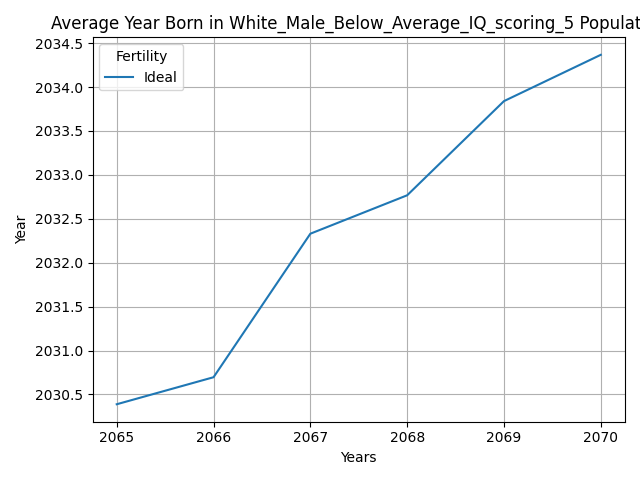 Average Year Born in White_Male_Below_Average_IQ_scoring_5 Populat
Fertility
Ideal
2034.5
2034.0
2033.5
2033.0
2032.5
2032.0
2031.5
2031.0
2030.5
Year
2065 2066 2067 2068 2069 2070
Years